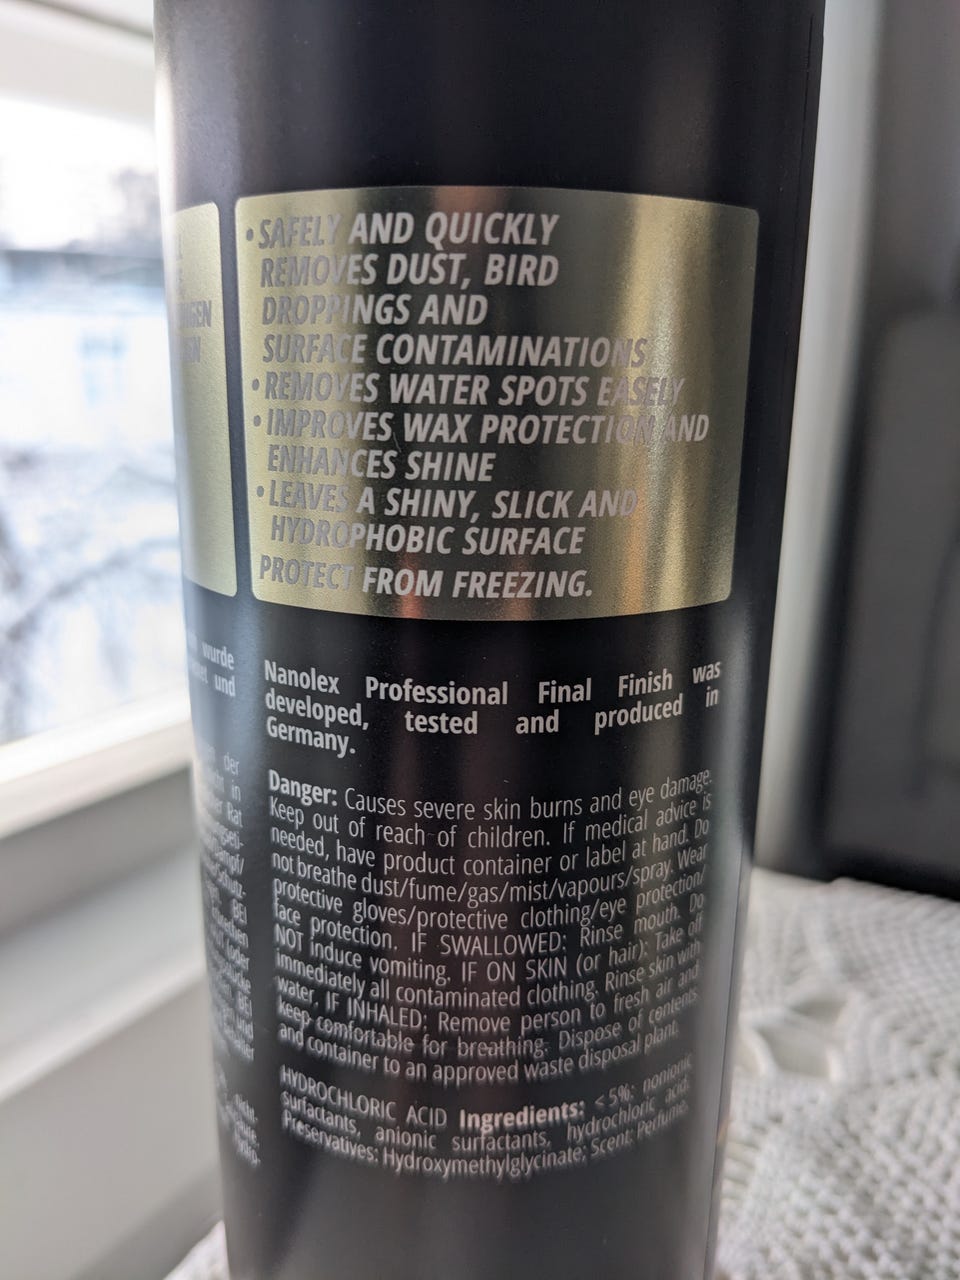 • SAFELY AND QUICKLY
REMOVES DUST, BIRD
DROPPINGS AND
SURFACE CONTAMINATIONS
• REMOVES WATER SPOTS EASELY
• IMPROVES WAX PROTECTION AND
ENHANCES SHINE
• LEAVES A SHINY, SLICK AND
HYDROPHOBIC SURFACE
PROTECT FROM FREEZING.
wurde
und
Nanolex Professional Final Finish was
developed, tested and produced in
Germany.
der
in
Rat
Danger: Causes severe skin burns and eye damage.
Keep out of reach of children. If medical advice is
needed, have product container or label at hand. Do
not breathe dust/fume/gas/mist/vapours/spray. Wear
protective gloves/protective clothing/eye protection/
face protection. IF SWALLOWED: Rinse mouth. Do
NOT induce vomiting. IF ON SKIN (or hair): Take off
immediately all contaminated clothing. Rinse skin with
water. IF INHALED: Remove person to fresh air and
keep comfortable for breathing. Dispose of contents
and container to an approved waste disposal plant.
HYDROCHLORIC ACID Ingredients: <5%: nonionic
surfactants, anionic surfactants, hydrochloric acid.
Preservatives: Hydroxymethylglycinate; Scent: Perfume.